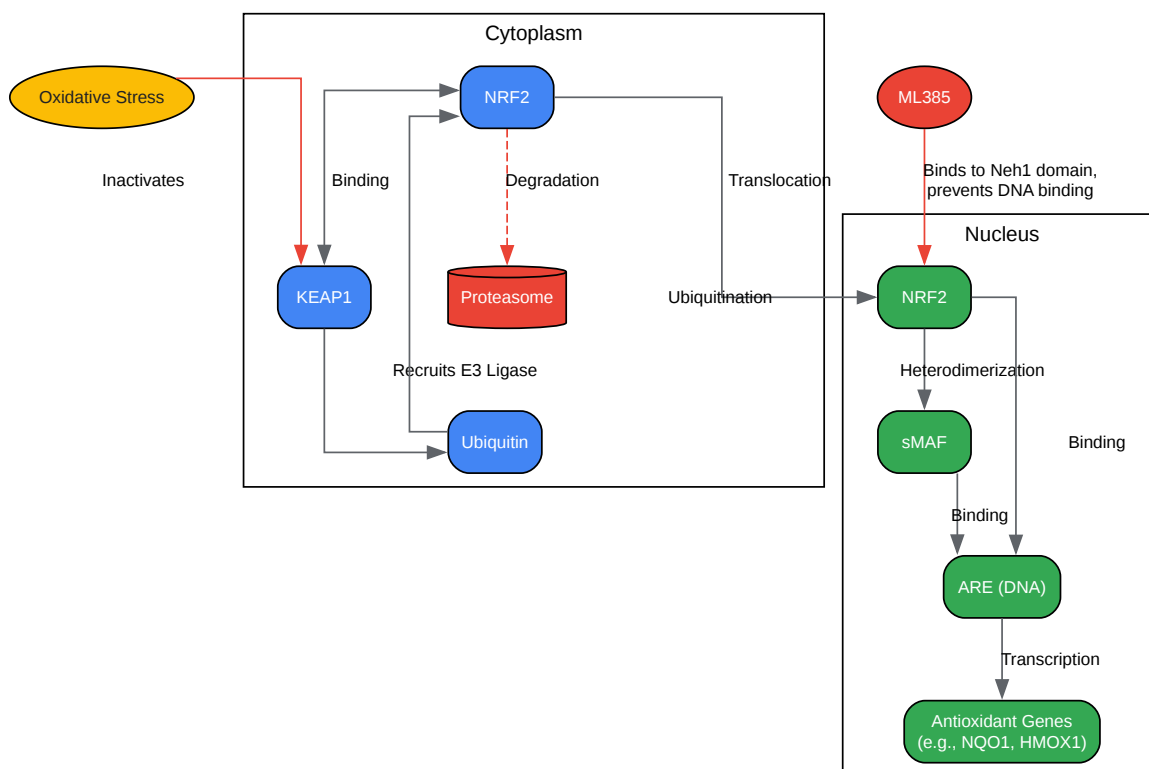 Cytoplasm
Oxidative Stress
NRF2
ML385
Inactivates
Binding
Degradation
Translocation
Binds to Neh1 domain,
prevents DNA binding
Nucleus
KEAP1
Proteasome
Ubiquitination
NRF2
Recruits E3 Ligase
Heterodimerization
Ubiquitin
sMAF
Binding
Binding
ARE (DNA)
Transcription
Antioxidant Genes
(e.g., NQO1, HMOX1)